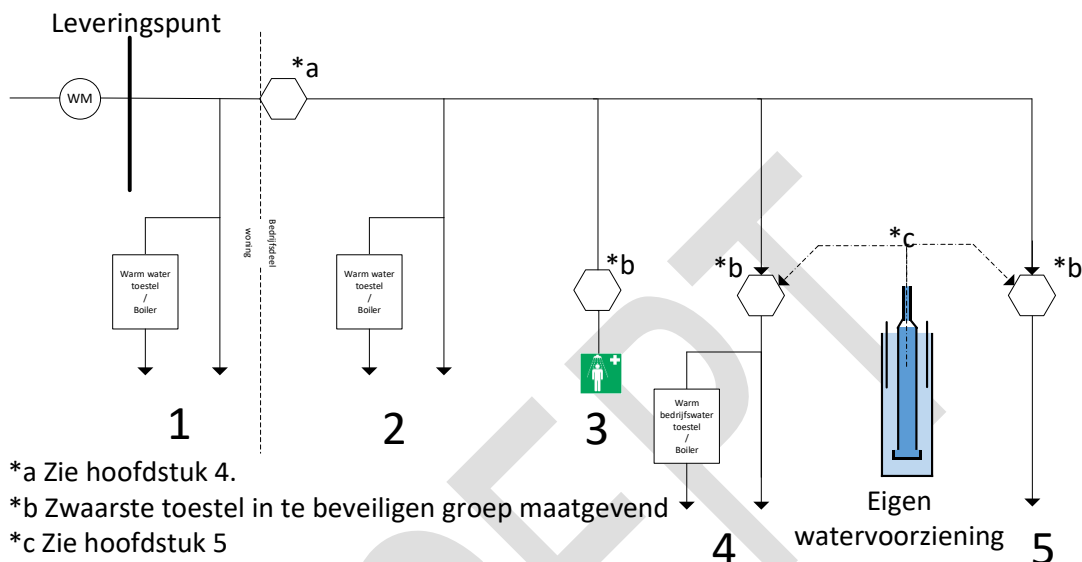 Leveringspunt
*a
WM
Bedrijfsdeel
woning
*c
*b
*b
*b
Warm water
toestel
/
Boiler
Warm water
toestel
/
Boiler
Warm
bedrijfswater
toestel
/
Boiler
1
2
3
*a Zie hoofdstuk 4.
*b Zwaarste toestel in te beveiligen groep maatgevend
*c Zie hoofdstuk 5
Eigen
watervoorziening
4
5
EPT